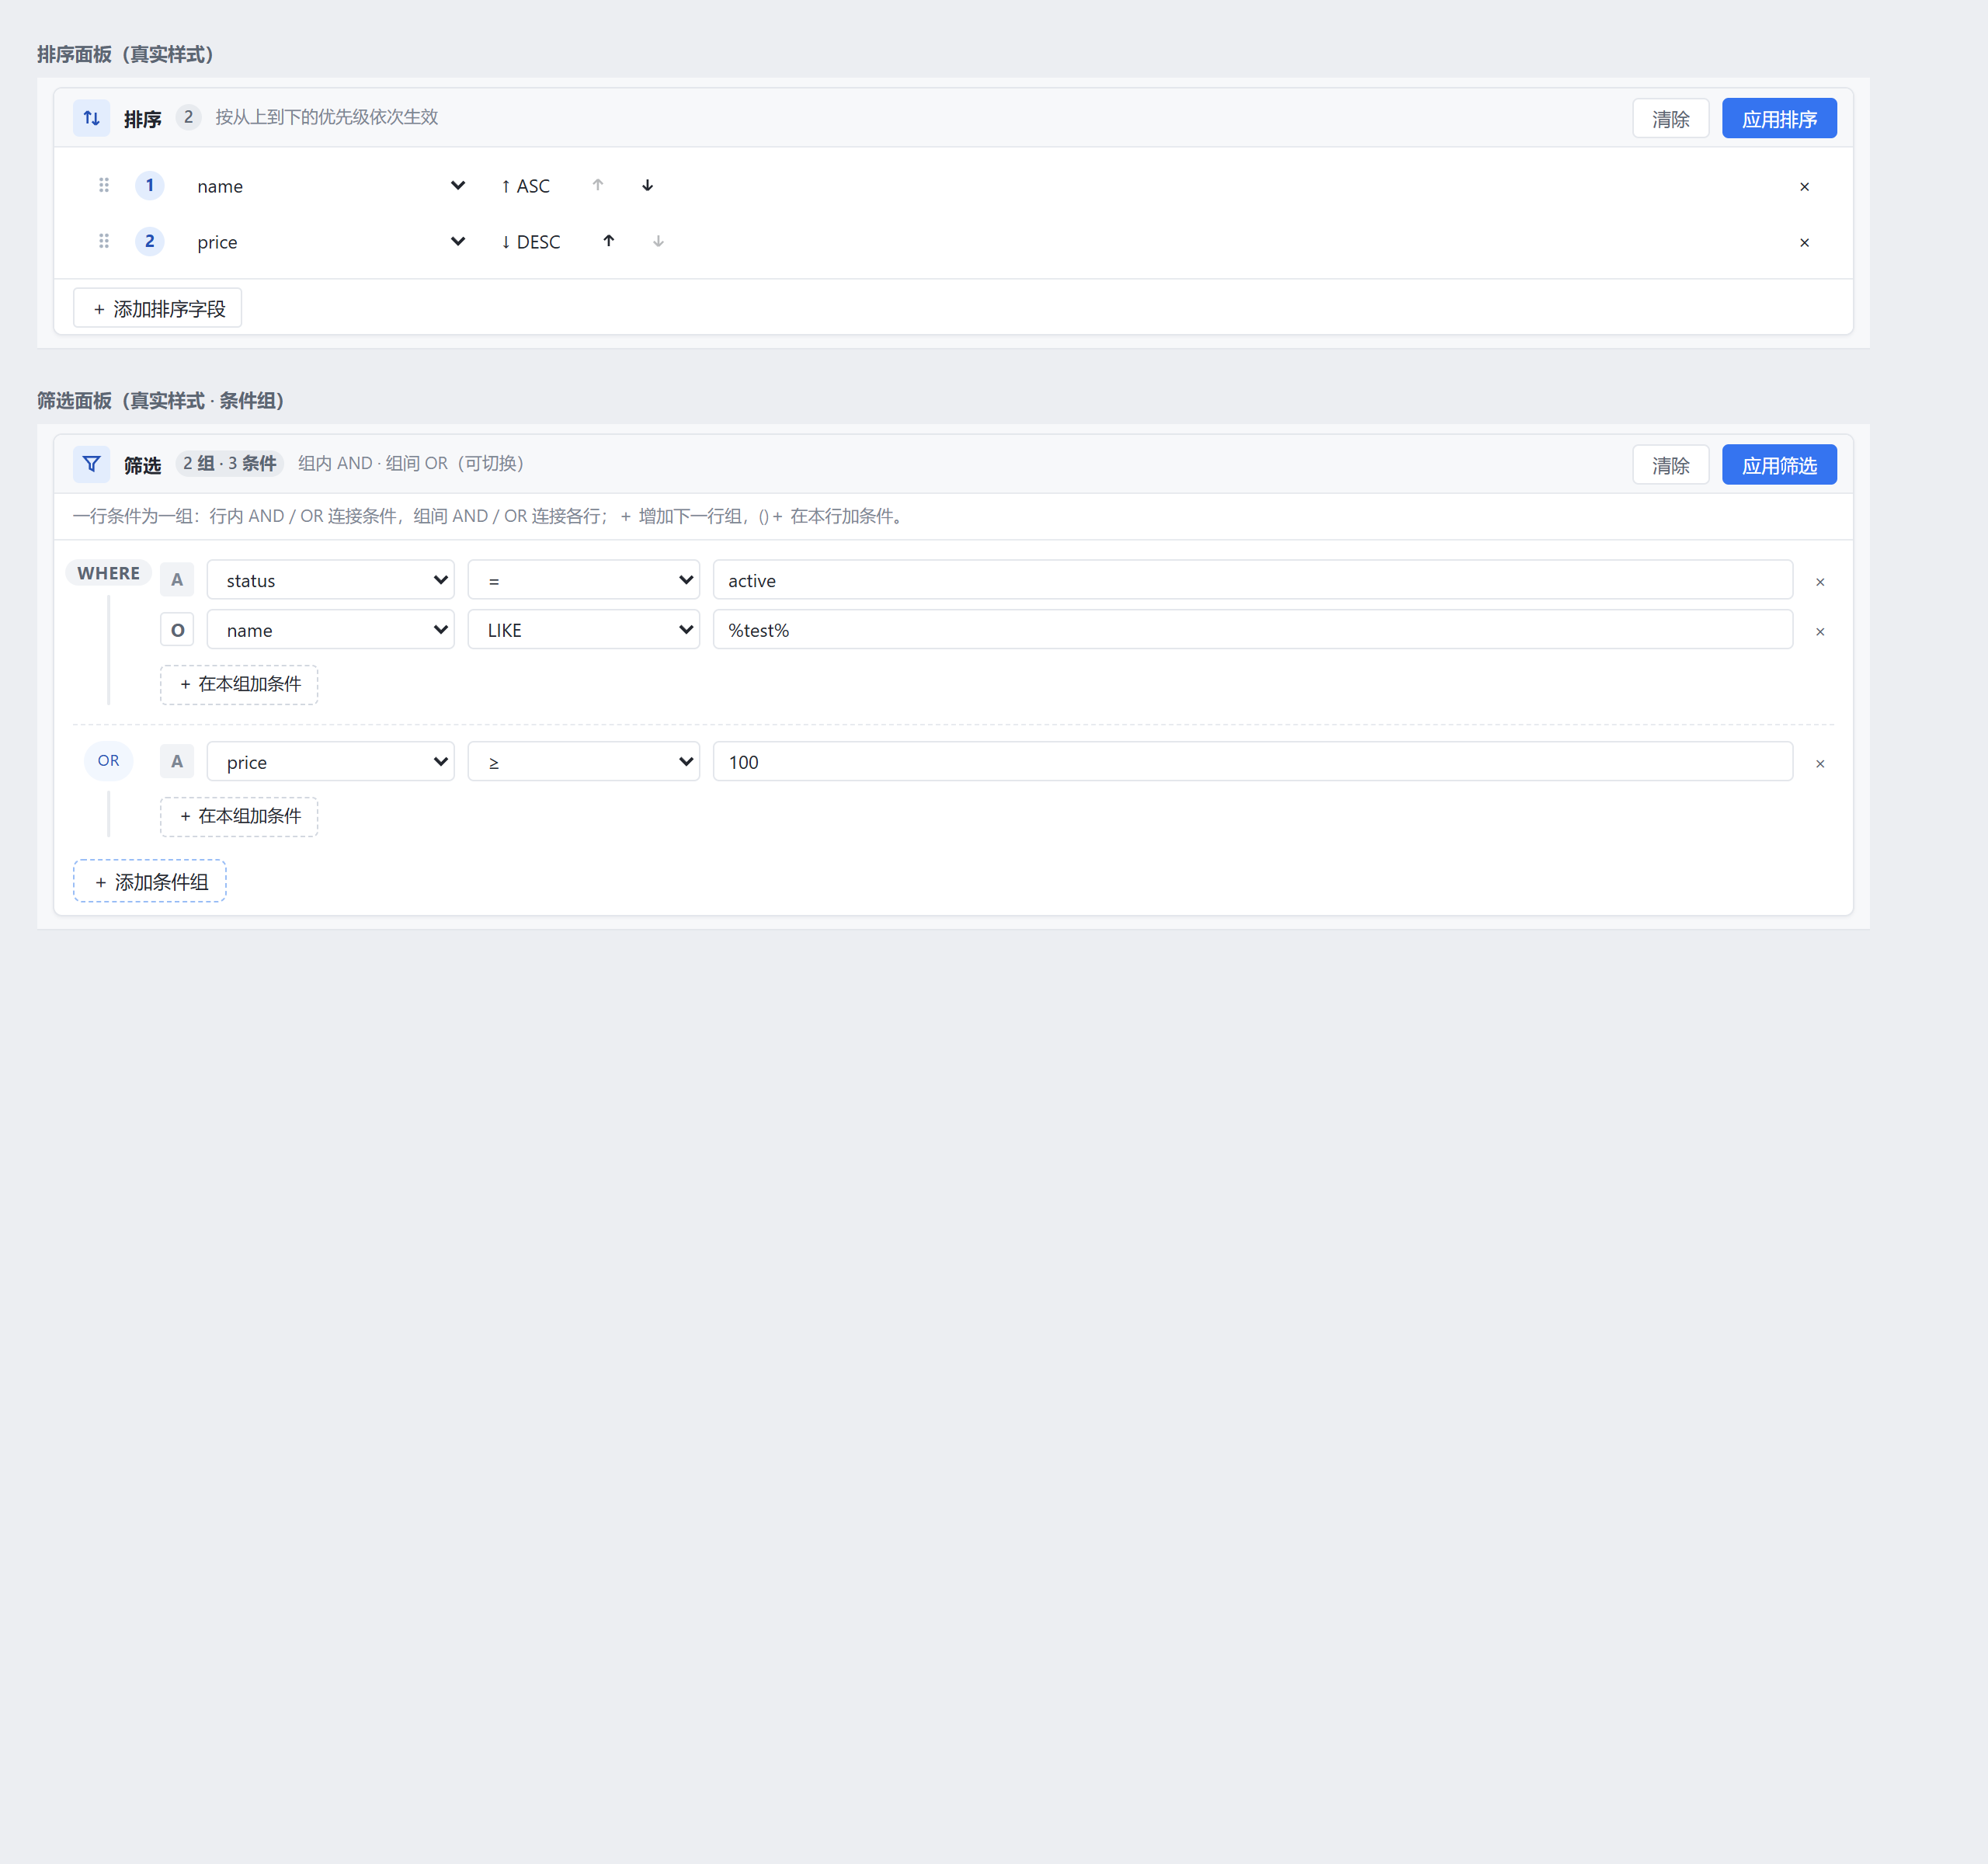 排序面板（真实样式）
排序 2 按从上到下的优先级依次生效 清除 应用排序
1 name ↑ ASC ↑ ↓ ×
2 price ↓ DESC ↑ ↓ ×
+ 添加排序字段
筛选面板（真实样式 · 条件组）
筛选 2 组 · 3 条件 组内 AND · 组间 OR（可切换） 清除 应用筛选
一行条件为一组：行内 AND / OR 连接条件，组间 AND / OR 连接各行； + 增加下一行组，()+ 在本行加条件。
WHERE A status = active ×
O name LIKE %test% ×
+ 在本组加条件
OR A price ≥ 100 ×
+ 在本组加条件
+ 添加条件组